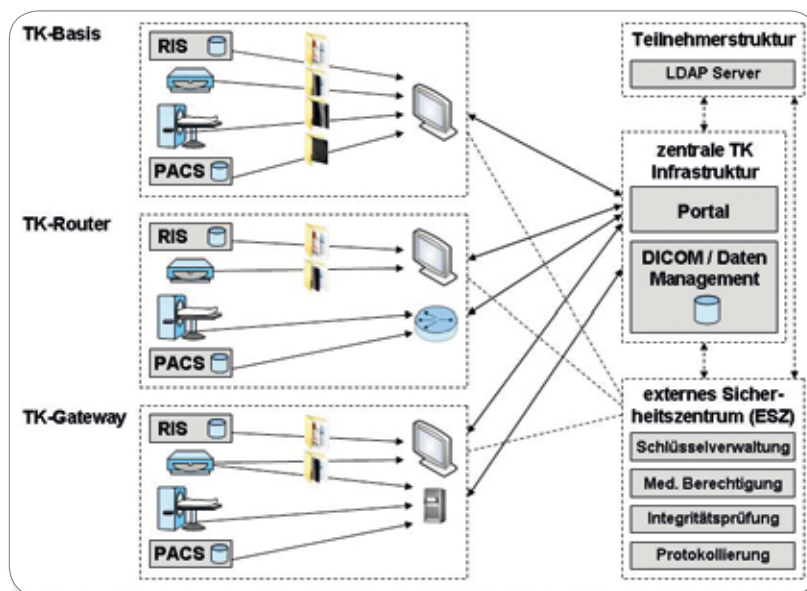 TK-Basis
RIS
PACS
TK-Router
RIS
PACS
TK-Gateway
RIS
PACS
Teilnehmerstruktur
LDAP Server
zentrale TK
Infrastruktur
Portal
DICOM / Daten
Management
externes Sicher-
heitszentrum (ESZ)
Schlüsselverwaltung
Med. Berechtigung
Integritätsprüfung
Protokollierung